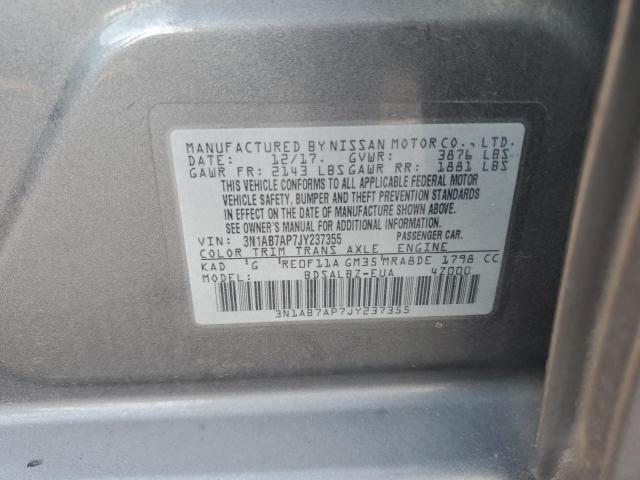 MANUFACTURED BY NISSAN MOTOR CO., LTD.
DATE: 12/17. GVWR: 3876 LBS
GAWR FR: 2143 LBS GAWR RR: 1881 LBS
THIS VEHICLE CONFORMS TO ALL APPLICABLE FEDERAL MOTOR
VEHICLE SAFETY, BUMPER AND THEFT PREVENTION STANDARDS
IN EFFECT ON THE DATE OF MANUFACTURE SHOWN ABOVE.
SEE OWNER'S MANUAL FOR ADDITIONAL INFORMATION.
VIN: 3N1AB7AP7JY237355 PASSENGER CAR.
COLOR TRIM TRANS AXLE ENGINE
KAD G RE0F11A GM35 MRA8DE 1798 CC
BDSALBZ-EUA 4Z000
3N1AB7AP7JY237355